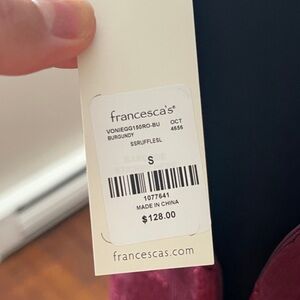 francesca's®
VONIEGG150RO-BU OCT
BURGUNDY 4656
SSRUFFLESL
S
1077641
MADE IN CHINA
$128.00
francescas.com